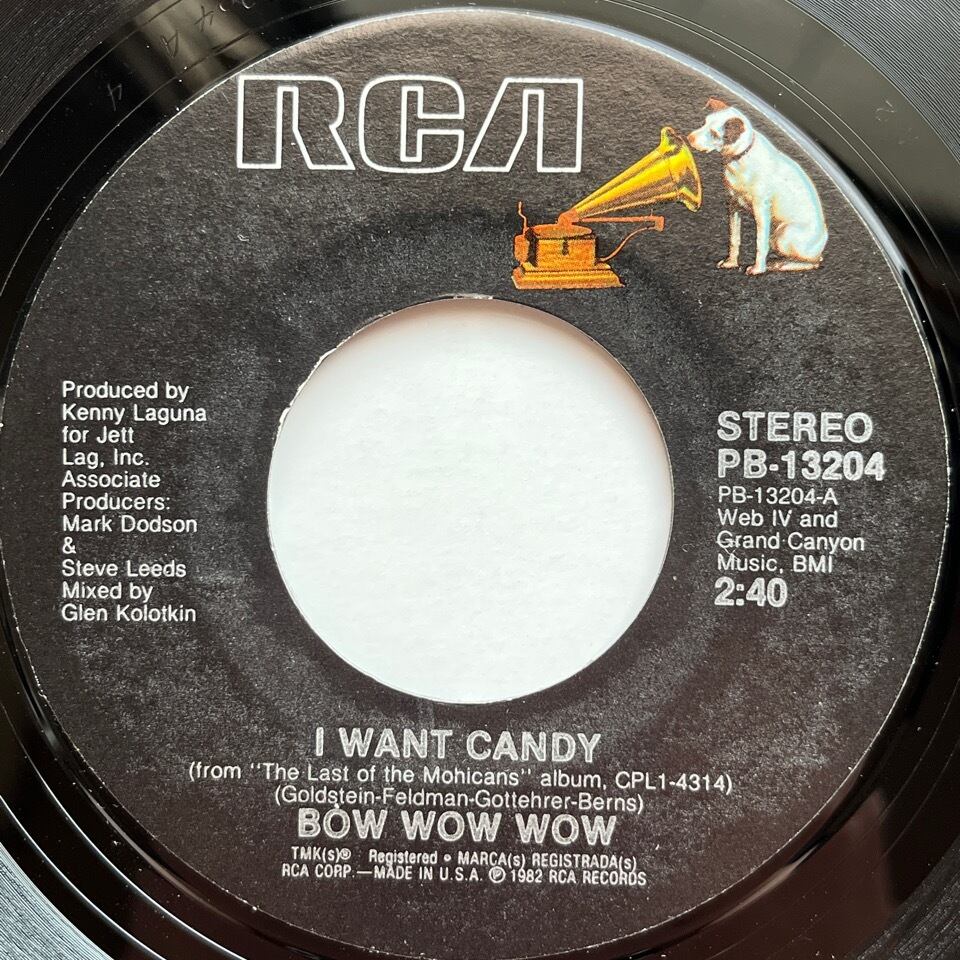 RCA
Produced by
Kenny Laguna
for Jett
Lag, Inc.
Associate
Producers:
Mark Dodson
&
Steve Leeds
Mixed by
Glen Kolotkin
STEREO
PB-13204
PB-13204-A
Web IV and
Grand Canyon
Music, BMI
2:40
I WANT CANDY
(from "The Last of the Mohicans" album, CPL1-4314)
(Goldstein-Feldman-Gottehrer-Berns)
BOW WOW WOW
TMK(s)® Registered • MARCA(s) REGISTRADA(s)
RCA CORP.—MADE IN U.S.A. ℗ 1982 RCA RECORDS